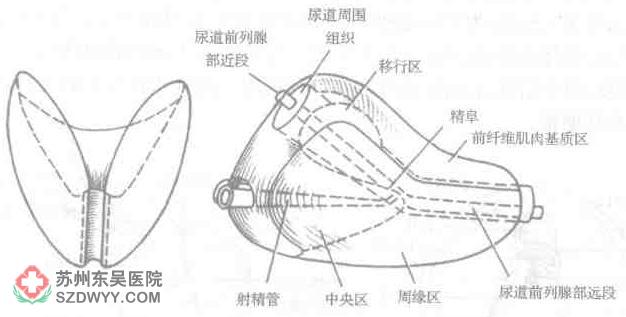 尿道周围
组织
尿道前列腺
部近段
移行区
精阜
前纤维肌肉基质区
射精管
中央区
周缘区
尿道前列腺部远段
苏州东吴医院
SZDWYY.COM